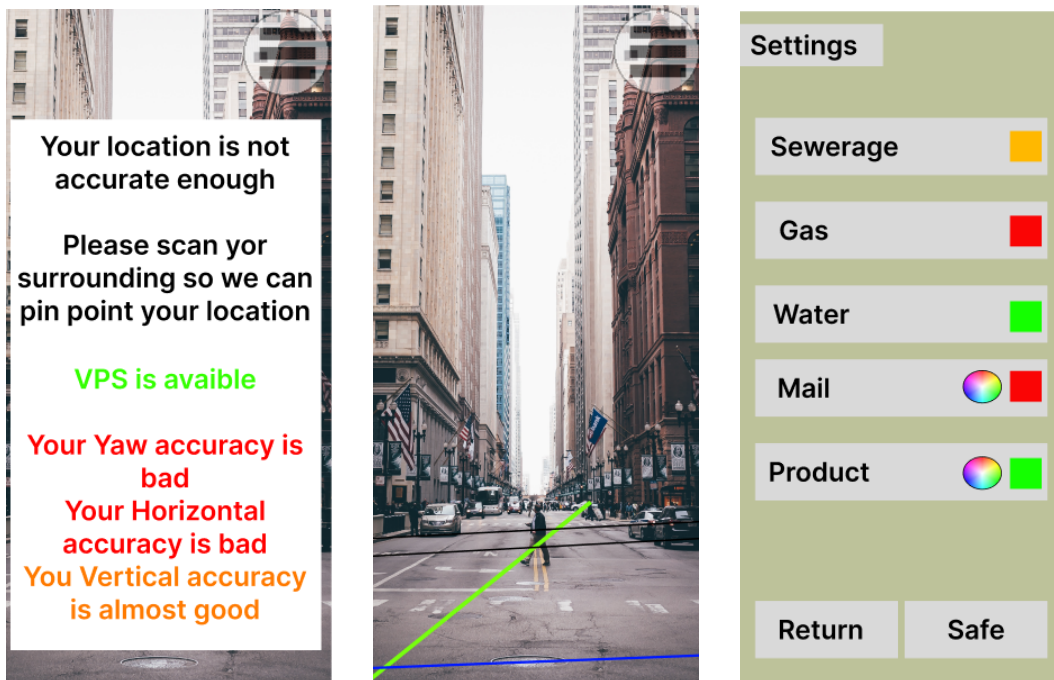 Your location is not
accurate enough
Please scan yor
surrounding so we can
pin point your location
VPS is avaible
Your Yaw accuracy is
bad
Your Horizontal
accuracy is bad
You Vertical accuracy
is almost good
Settings
Sewerage
Gas
Water
Mail
Product
Return
Safe